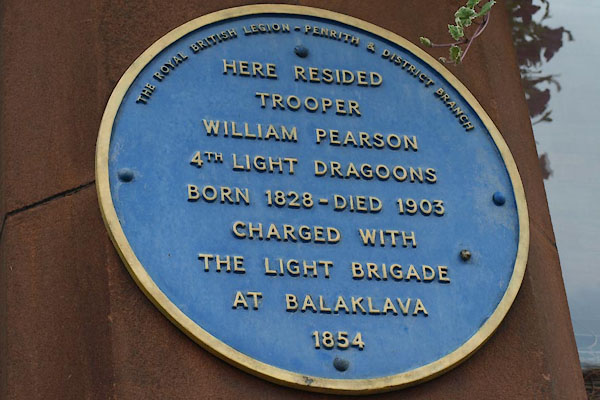 THE ROYAL BRITISH LEGION - PENRITH & DISTRICT BRANCH
HERE RESIDED
TROOPER
WILLIAM PEARSON
4TH LIGHT DRAGOONS
BORN 1828 - DIED 1903
CHARGED WITH
THE LIGHT BRIGADE
AT BALAKLAVA
1854